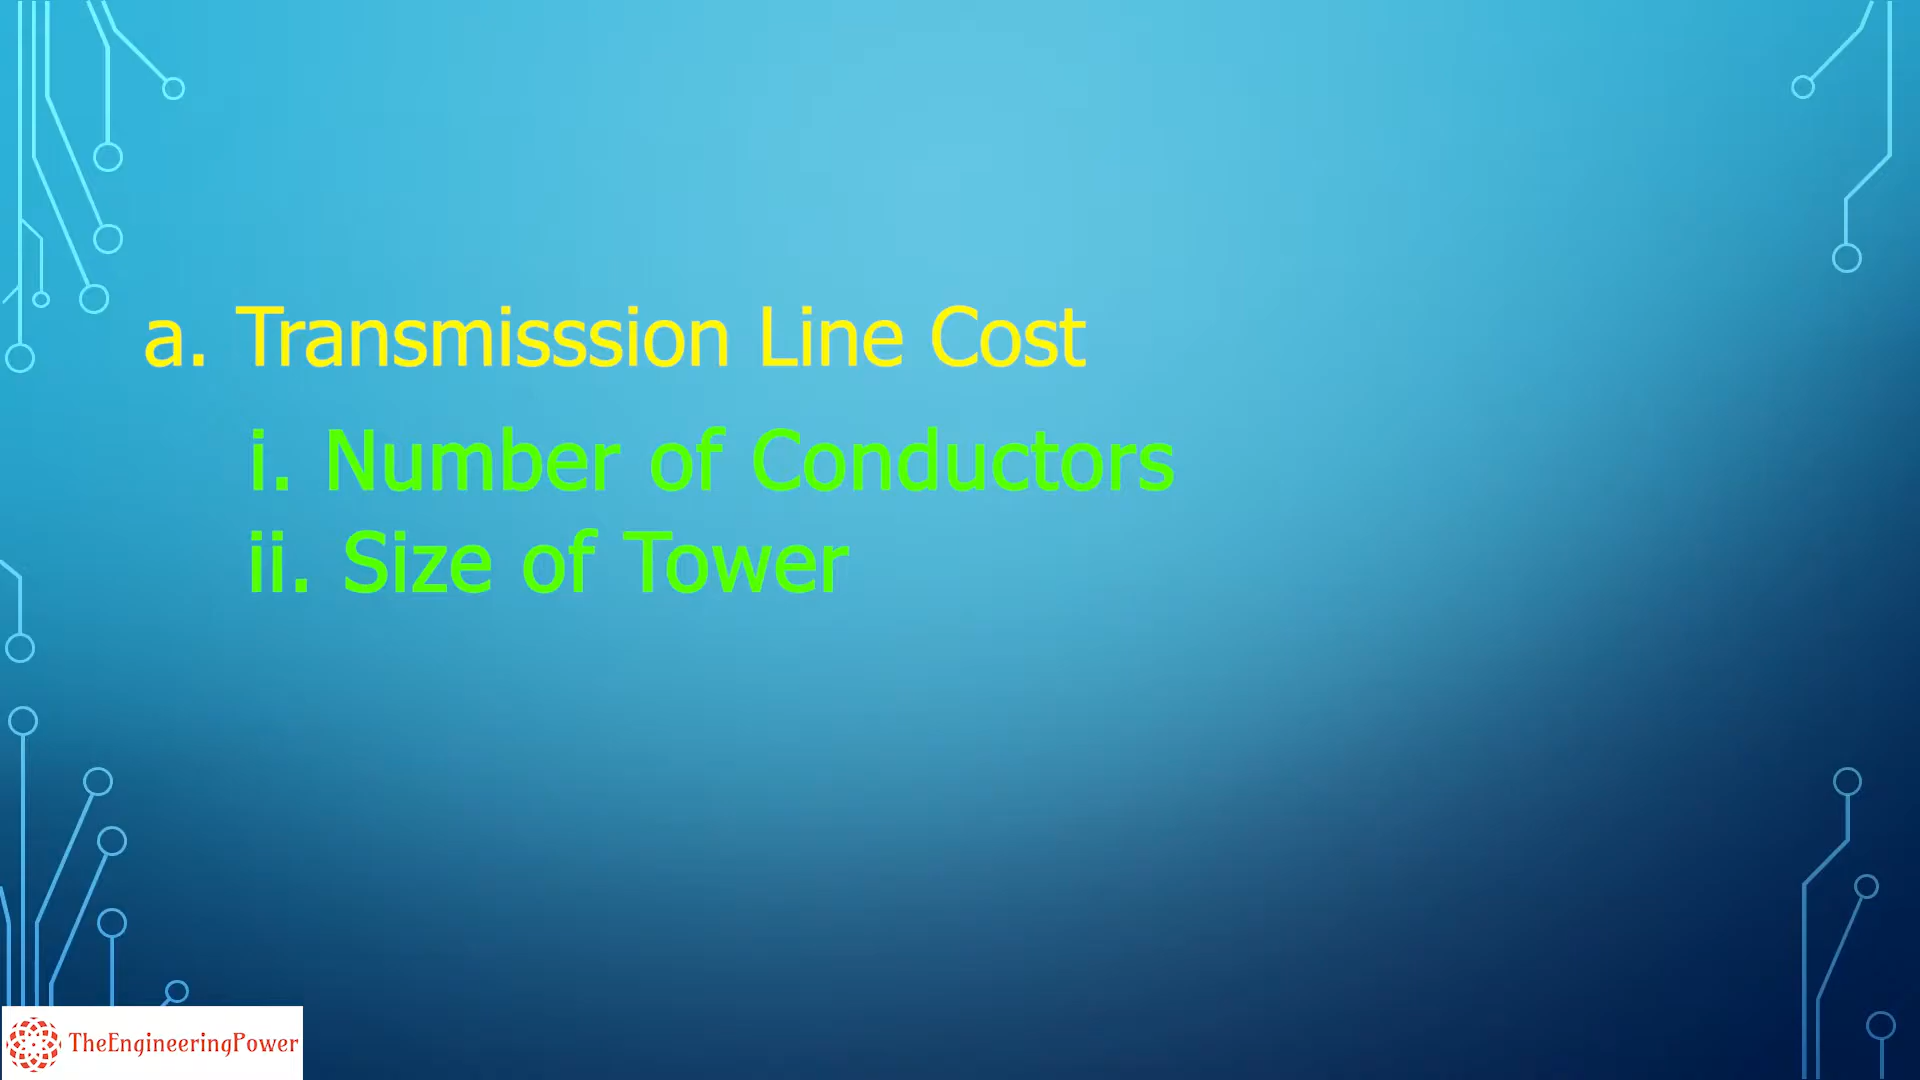 a. Transmisssion Line Cost
i. Number of Conductors
ii. Size of Tower
TheEngineeringPower